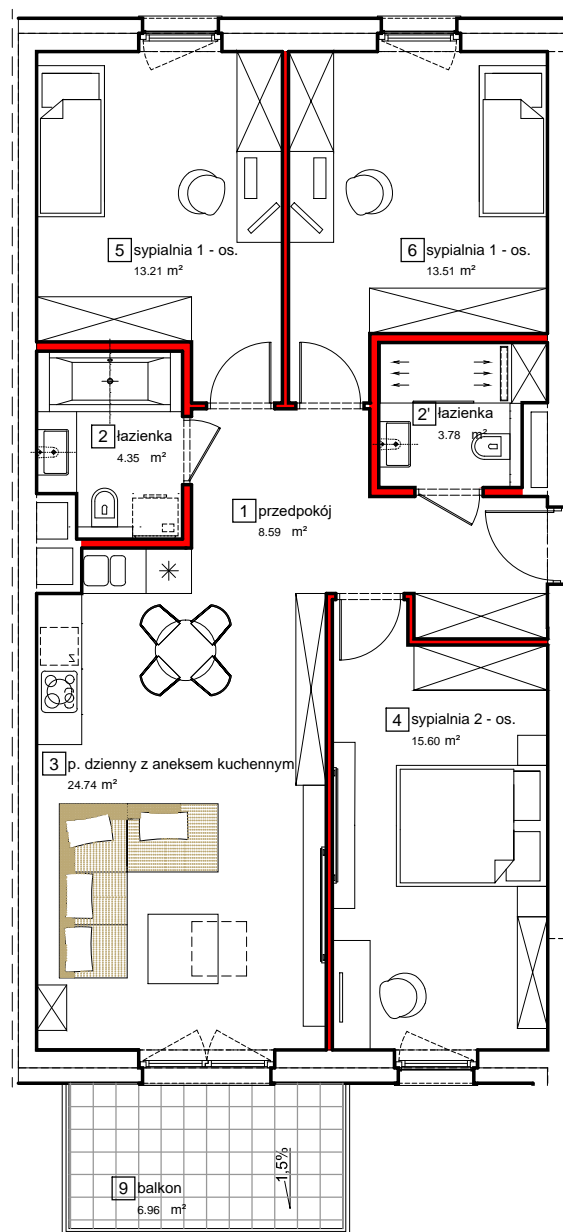 5 sypialnia 1 - os.
13.21 m²
6 sypialnia 1 - os.
13.51 m²
2 łazienka
4.35 m²
2' łazienka
3.78 m²
1 przedpokój
8.59 m²
4 sypialnia 2 - os.
15.60 m²
3 p. dzienny z aneksem kuchennym
24.74 m²
9 balkon
6.96 m²
1,5%